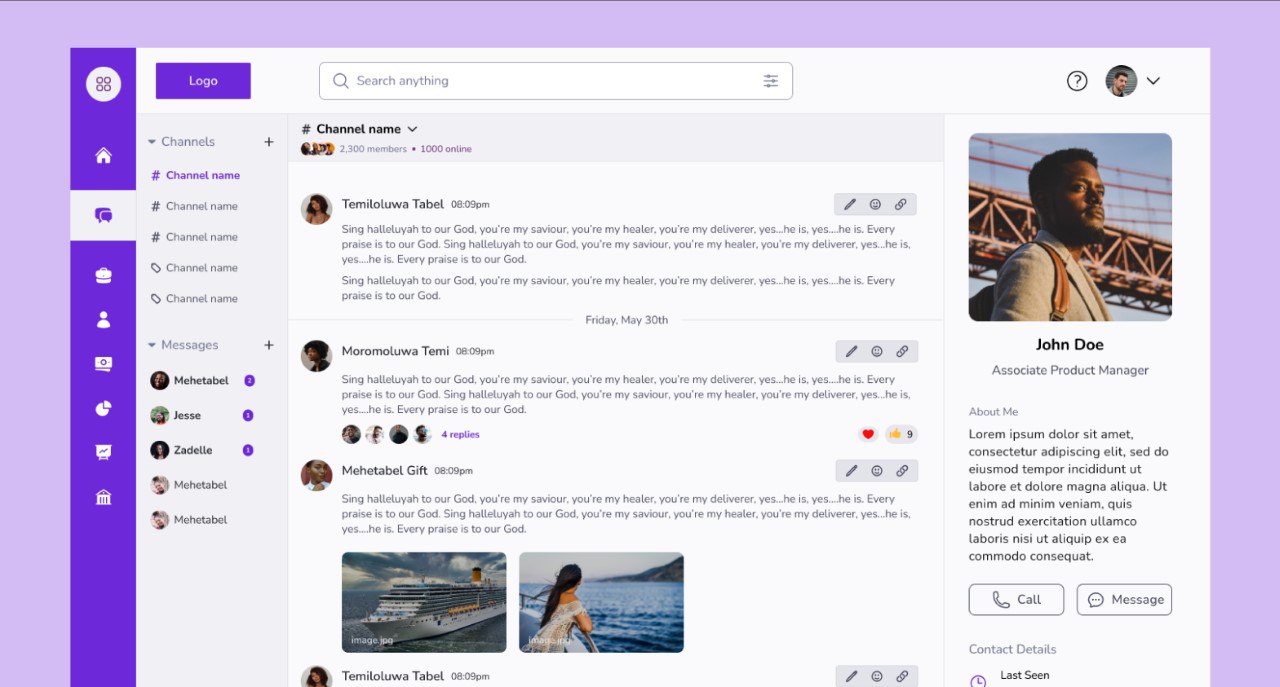 Logo
Search anything
Channels
# Channel name
# Channel name
# Channel name
Channel name
Channel name
Messages
Mehetabel 2
Jesse 1
Zadelle 1
Mehetabel
Mehetabel
# Channel name
2,300 members • 1000 online
Temiloluwa Tabel 08:09pm
Sing halleluyah to our God, you're my saviour, you're my healer, you're my deliverer, yes...he is, yes....he is. Every
praise is to our God. Sing halleluyah to our God, you're my saviour, you're my healer, you're my deliverer, yes...he is,
yes....he is. Every praise is to our God.
Sing halleluyah to our God, you're my saviour, you're my healer, you're my deliverer, yes...he is, yes....he is. Every
praise is to our God.
Friday, May 30th
Moromoluwa Temi 08:09pm
Sing halleluyah to our God, you're my saviour, you're my healer, you're my deliverer, yes...he is, yes....he is. Every
praise is to our God. Sing halleluyah to our God, you're my saviour, you're my healer, you're my deliverer, yes...he is,
yes....he is. Every praise is to our God.
4 replies
9
Mehetabel Gift 08:09pm
Sing halleluyah to our God, you're my saviour, you're my healer, you're my deliverer, yes...he is, yes....he is. Every
praise is to our God. Sing halleluyah to our God, you're my saviour, you're my healer, you're my deliverer, yes...he is,
yes....he is. Every praise is to our God.
image.jpg
image.jpg
Temiloluwa Tabel 08:09pm
John Doe
Associate Product Manager
About Me
Lorem ipsum dolor sit amet,
consectetur adipiscing elit, sed do
eiusmod tempor incididunt ut
labore et dolore magna aliqua. Ut
enim ad minim veniam, quis
nostrud exercitation ullamco
laboris nisi ut aliquip ex ea
commodo consequat.
Call
Message
Contact Details
Last Seen